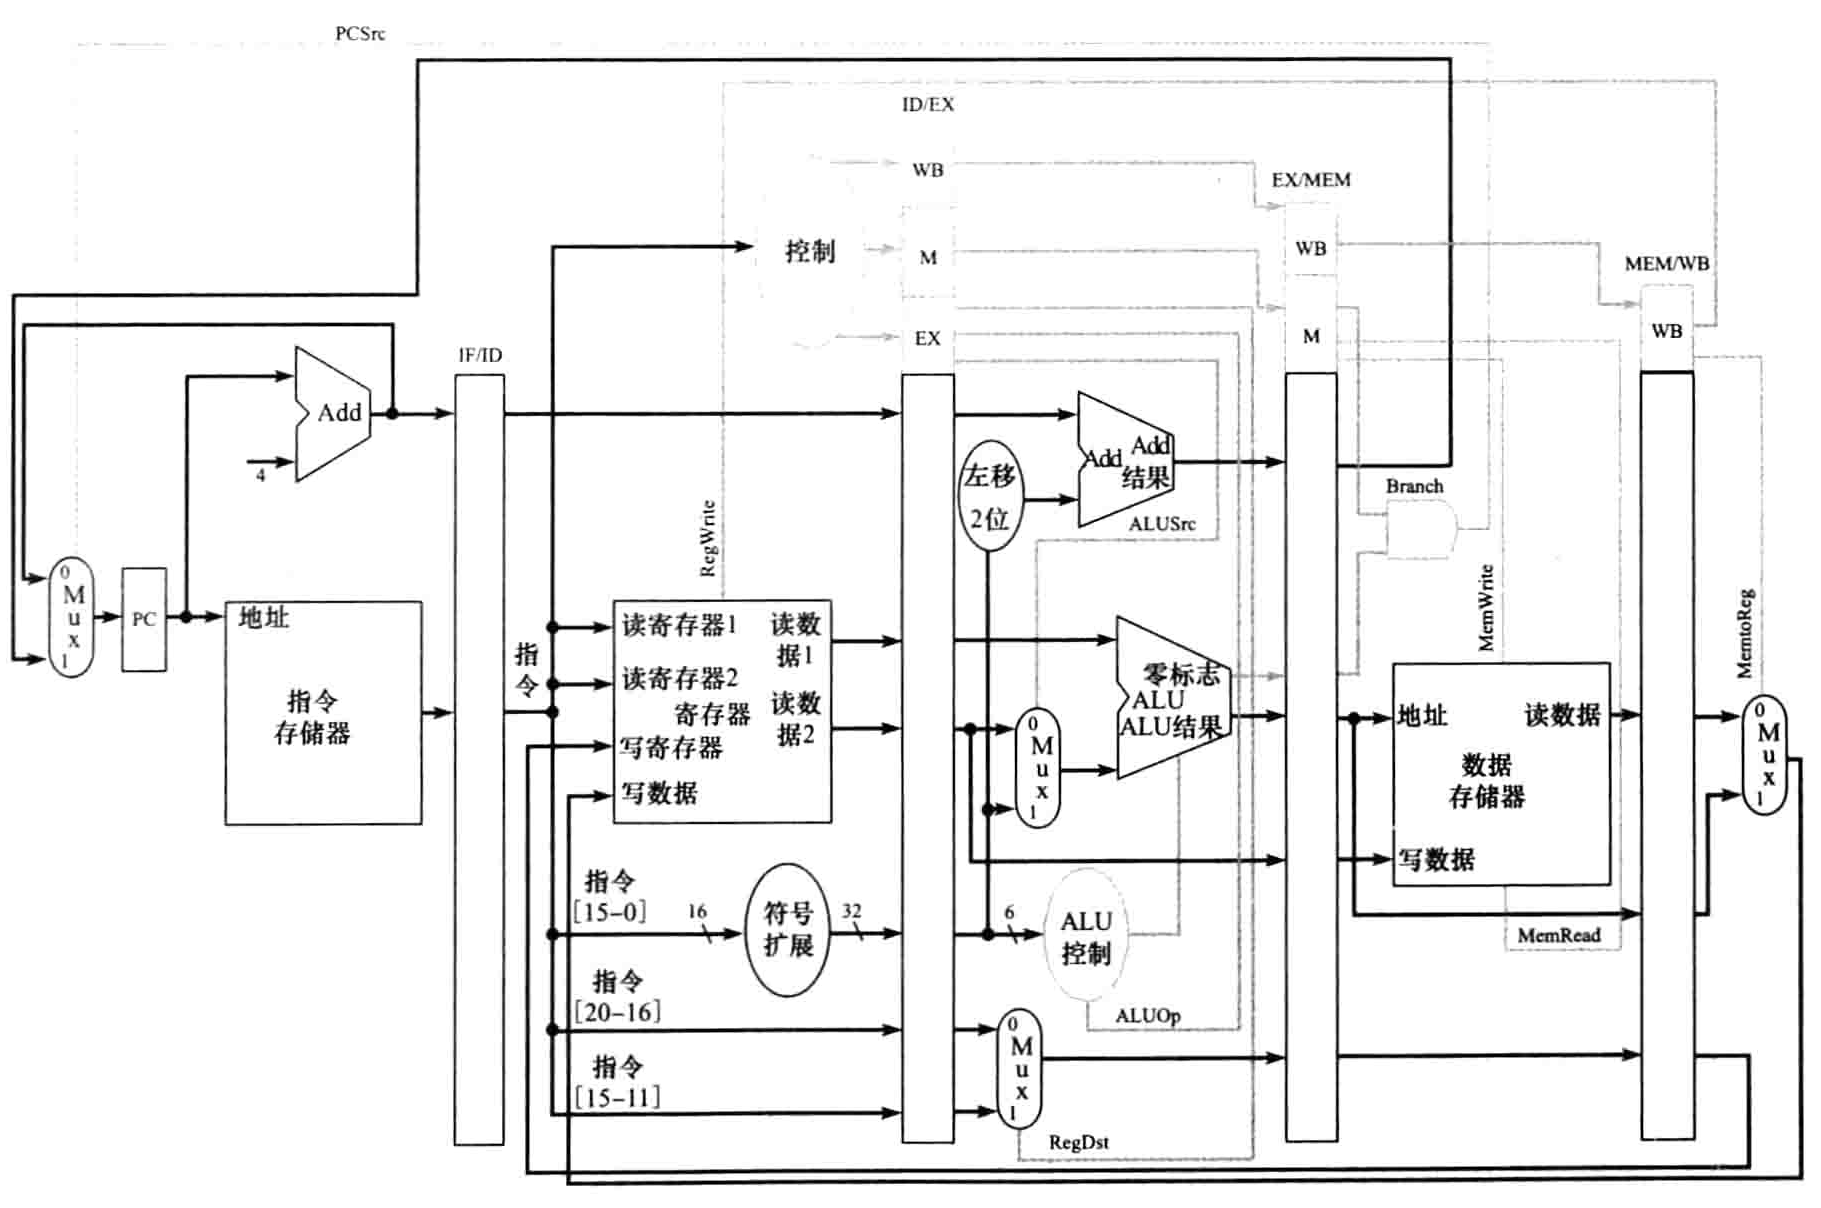 PCSrc
ID/EX
WB
EX/MEM
控制
M
WB
MEM/WB
EX
M
WB
IF/ID
Add
4
左移
2位
Add
Add
结果
ALUSrc
Branch
RegWrite
MemWrite
MemtoReg
0
M
u
x
1
PC
地址
指令
存储器
指
令
读寄存器1
读数
据1
读寄存器2
寄存器
读数
据2
写寄存器
写数据
0
M
u
x
1
零标志
ALU
ALU结果
地址
读数据
数据
存储器
写数据
0
M
u
x
1
指令
[15-0]
16
符号
扩展
32
6
ALU
控制
MemRead
指令
[20-16]
ALUOp
指令
[15-11]
0
M
u
x
1
RegDst